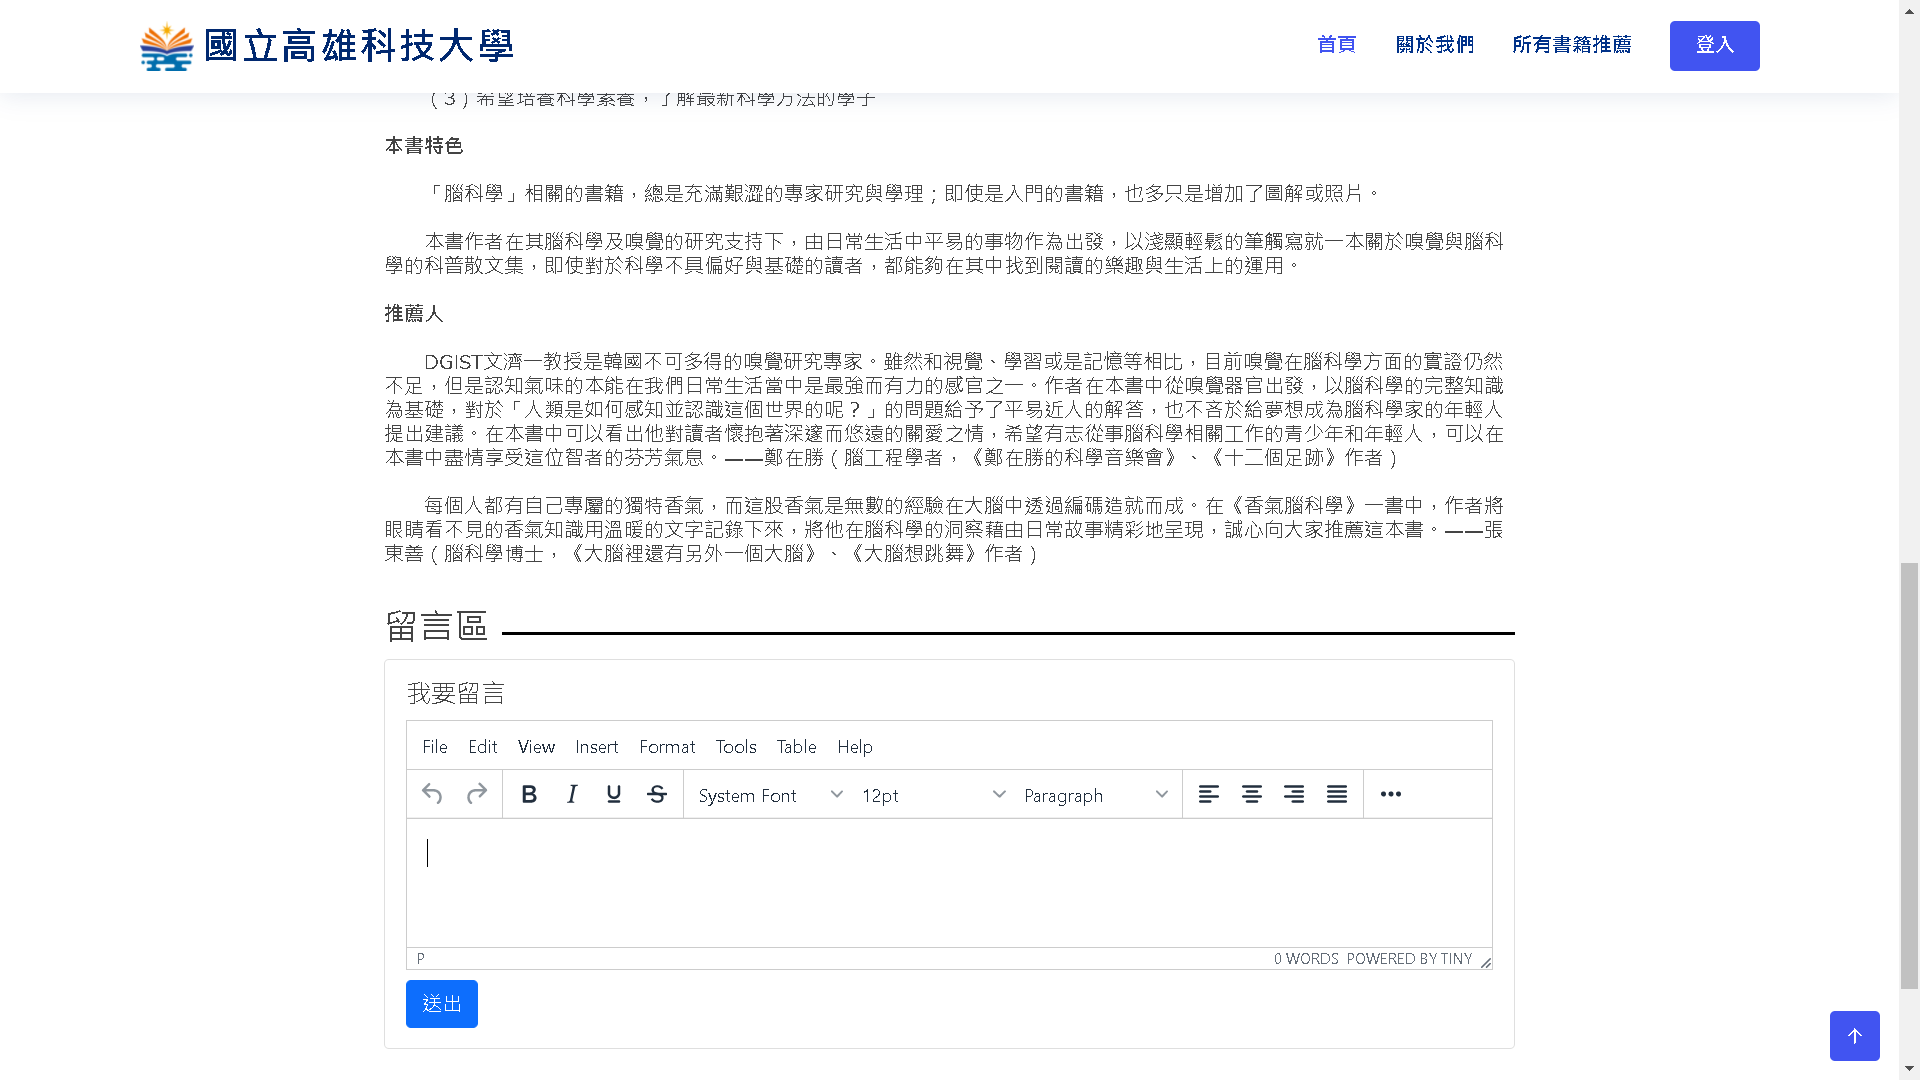 國立高雄科技大學
首頁 關於我們 所有書籍推薦 登入
（3）希望培養科學素養，了解最新科學方法的學子
本書特色
「腦科學」相關的書籍，總是充滿艱澀的專家研究與學理；即使是入門的書籍，也多只是增加了圖解或照片。
本書作者在其腦科學及嗅覺的研究支持下，由日常生活中平易的事物作為出發，以淺顯輕鬆的筆觸寫就一本關於嗅覺與腦科
學的科普散文集，即使對於科學不具偏好與基礎的讀者，都能夠在其中找到閱讀的樂趣與生活上的運用。
推薦人
DGIST文濟一教授是韓國不可多得的嗅覺研究專家。雖然和視覺、學習或是記憶等相比，目前嗅覺在腦科學方面的實證仍然
不足，但是認知氣味的本能在我們日常生活當中是最強而有力的感官之一。作者在本書中從嗅覺器官出發，以腦科學的完整知識
為基礎，對於「人類是如何感知並認識這個世界的呢？」的問題給予了平易近人的解答，也不吝於給夢想成為腦科學家的年輕人
提出建議。在本書中可以看出他對讀者懷抱著深邃而悠遠的關愛之情，希望有志從事腦科學相關工作的青少年和年輕人，可以在
本書中盡情享受這位智者的芬芳氣息。——鄭在勝（腦工程學者，《鄭在勝的科學音樂會》、《十二個足跡》作者）
每個人都有自己專屬的獨特香氣，而這股香氣是無數的經驗在大腦中透過編碼造就而成。在《香氣腦科學》一書中，作者將
眼睛看不見的香氣知識用溫暖的文字記錄下來，將他在腦科學的洞察藉由日常故事精彩地呈現，誠心向大家推薦這本書。——張
東善（腦科學博士，《大腦裡還有另外一個大腦》、《大腦想跳舞》作者）
留言區
我要留言
File Edit View Insert Format Tools Table Help
B I U S System Font 12pt Paragraph
P 0 WORDS POWERED BY TINY
送出